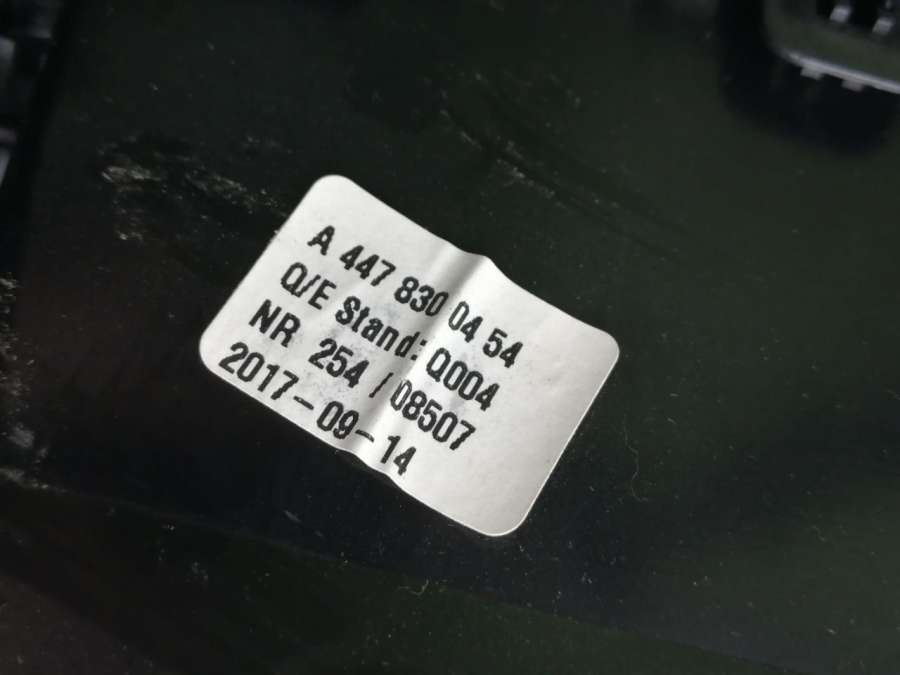 A 447 830 04 54
Q/E Stand: Q004
NR 254 / 08507
2017-09-14